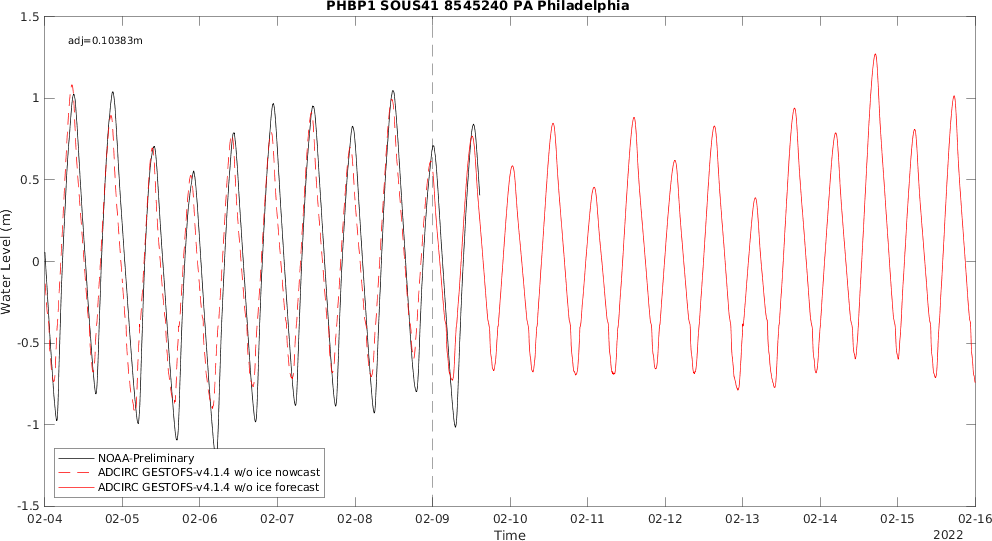 PHBP1 SOUS41 8545240 PA Philadelphia
1.5
adj=0.10383m
1
0.5
0
Water Level (m)
-0.5
-1
NOAA-Preliminary
ADCIRC GESTOFS-v4.1.4 w/o ice nowcast
ADCIRC GESTOFS-v4.1.4 w/o ice forecast
-1.5
02-04 02-05 02-06 02-07 02-08 02-09 02-10 02-11 02-12 02-13 02-14 02-15 02-16
Time
2022